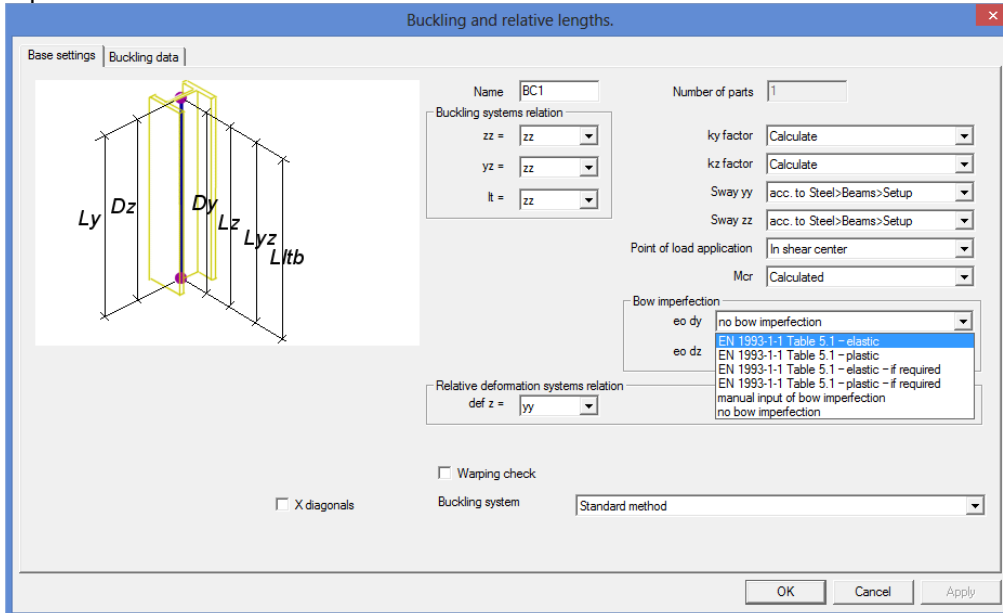 Buckling and relative lengths.
Base settings
Buckling data
Name BC1
Number of parts 1
Buckling systems relation
zz = zz
yz = zz
lt = zz
ky factor Calculate
kz factor Calculate
Sway yy acc. to Steel>Beams>Setup
Sway zz acc. to Steel>Beams>Setup
Point of load application In shear center
Mcr Calculated
Ly
Dz
Dy
Lz
Lyz
Lltb
Bow imperfection
eo dy no bow imperfection
eo dz
EN 1993-1-1 Table 5.1 – elastic
EN 1993-1-1 Table 5.1 – plastic
EN 1993-1-1 Table 5.1 – elastic – if required
EN 1993-1-1 Table 5.1 – plastic – if required
manual input of bow imperfection
no bow imperfection
Relative deformation systems relation
def z = yy
Warping check
X diagonals
Buckling system Standard method
OK
Cancel
Apply